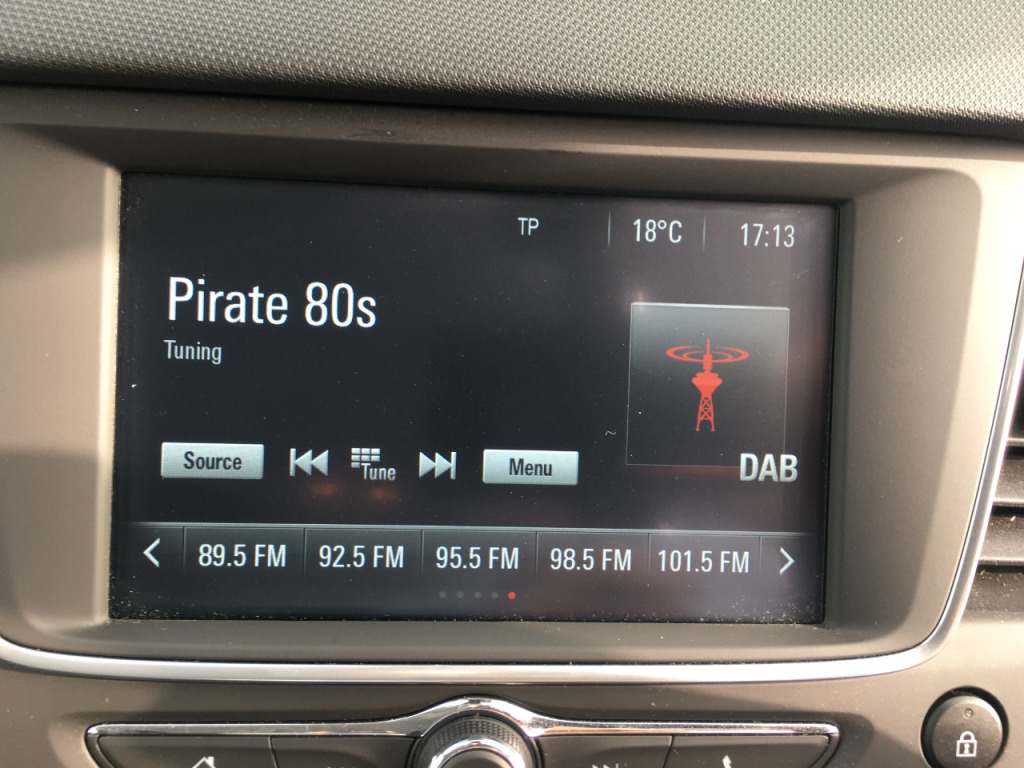 TP 18°C 17:13
Pirate 80s
Tuning
Source Tune Menu
DAB
89.5 FM 92.5 FM 95.5 FM 98.5 FM 101.5 FM